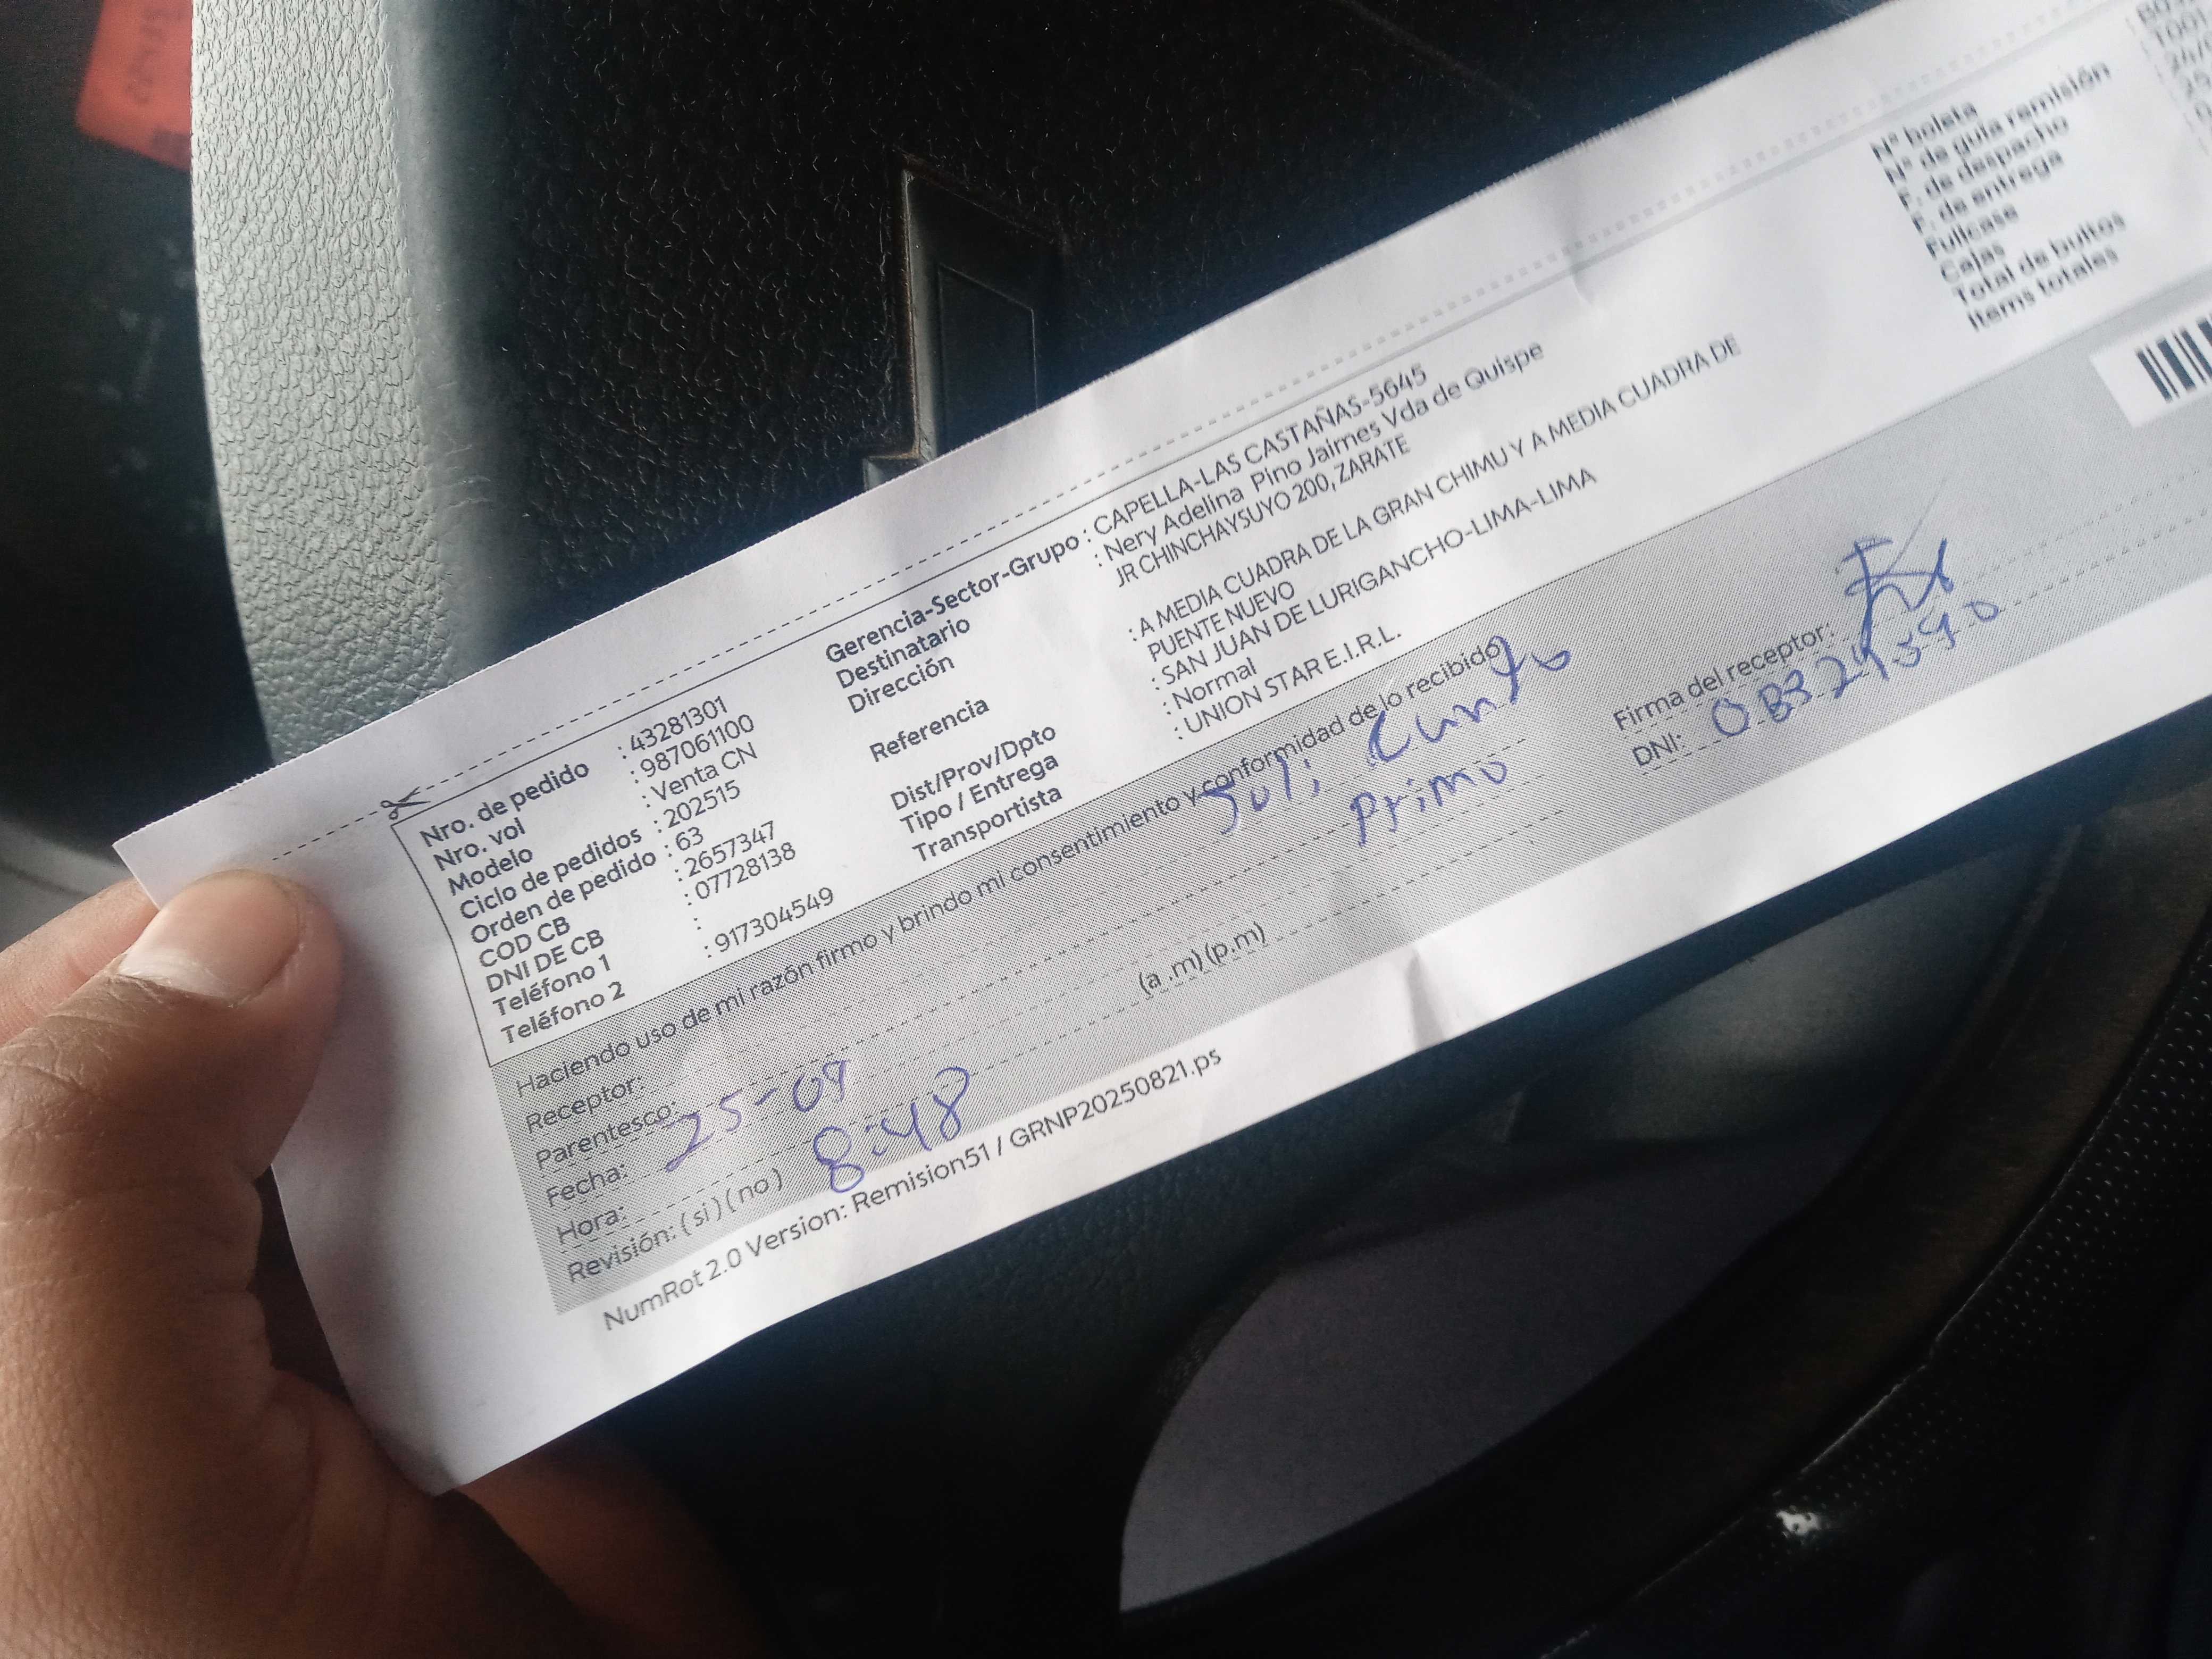 Nro. de pedido : 43281301
Nro. vol : 987061100
Modelo : Venta CN
Ciclo de pedidos : 202515
Orden de pedido : 63
COD CB : 2657347
DNI DE CB : 07728138
Teléfono 1 :
Teléfono 2 : 917304549
Gerencia-Sector-Grupo : CAPELLA-LAS CASTAÑAS-5645
Destinatario : Nery Adelina Pino Jaimes Vda de Quispe
Dirección JR CHINCHAYSUYO 200, ZARATE
Referencia : A MEDIA CUADRA DE LA GRAN CHIMU Y A MEDIA CUADRA DE
PUENTE NUEVO
Dist/Prov/Dpto : SAN JUAN DE LURIGANCHO-LIMA-LIMA
Tipo / Entrega : Normal
Transportista : UNION STAR E.I.R.L.
N° boleta
N° de guía remisión
F. de despacho
F. de entrega
Fullcase
Cajas
Total de bultos
Items totales
Haciendo uso de mi razón firmo y brindo mi consentimiento y conformidad de lo recibido
Receptor: Juli
Parentesco: Primo
Fecha: 25-09
Hora: 8:48 (a.m)(p.m)
Revisión: (si)(no)
Firma del receptor:
DNI:
NumRot 2.0 Version: Remision51 / GRNP20250821.ps